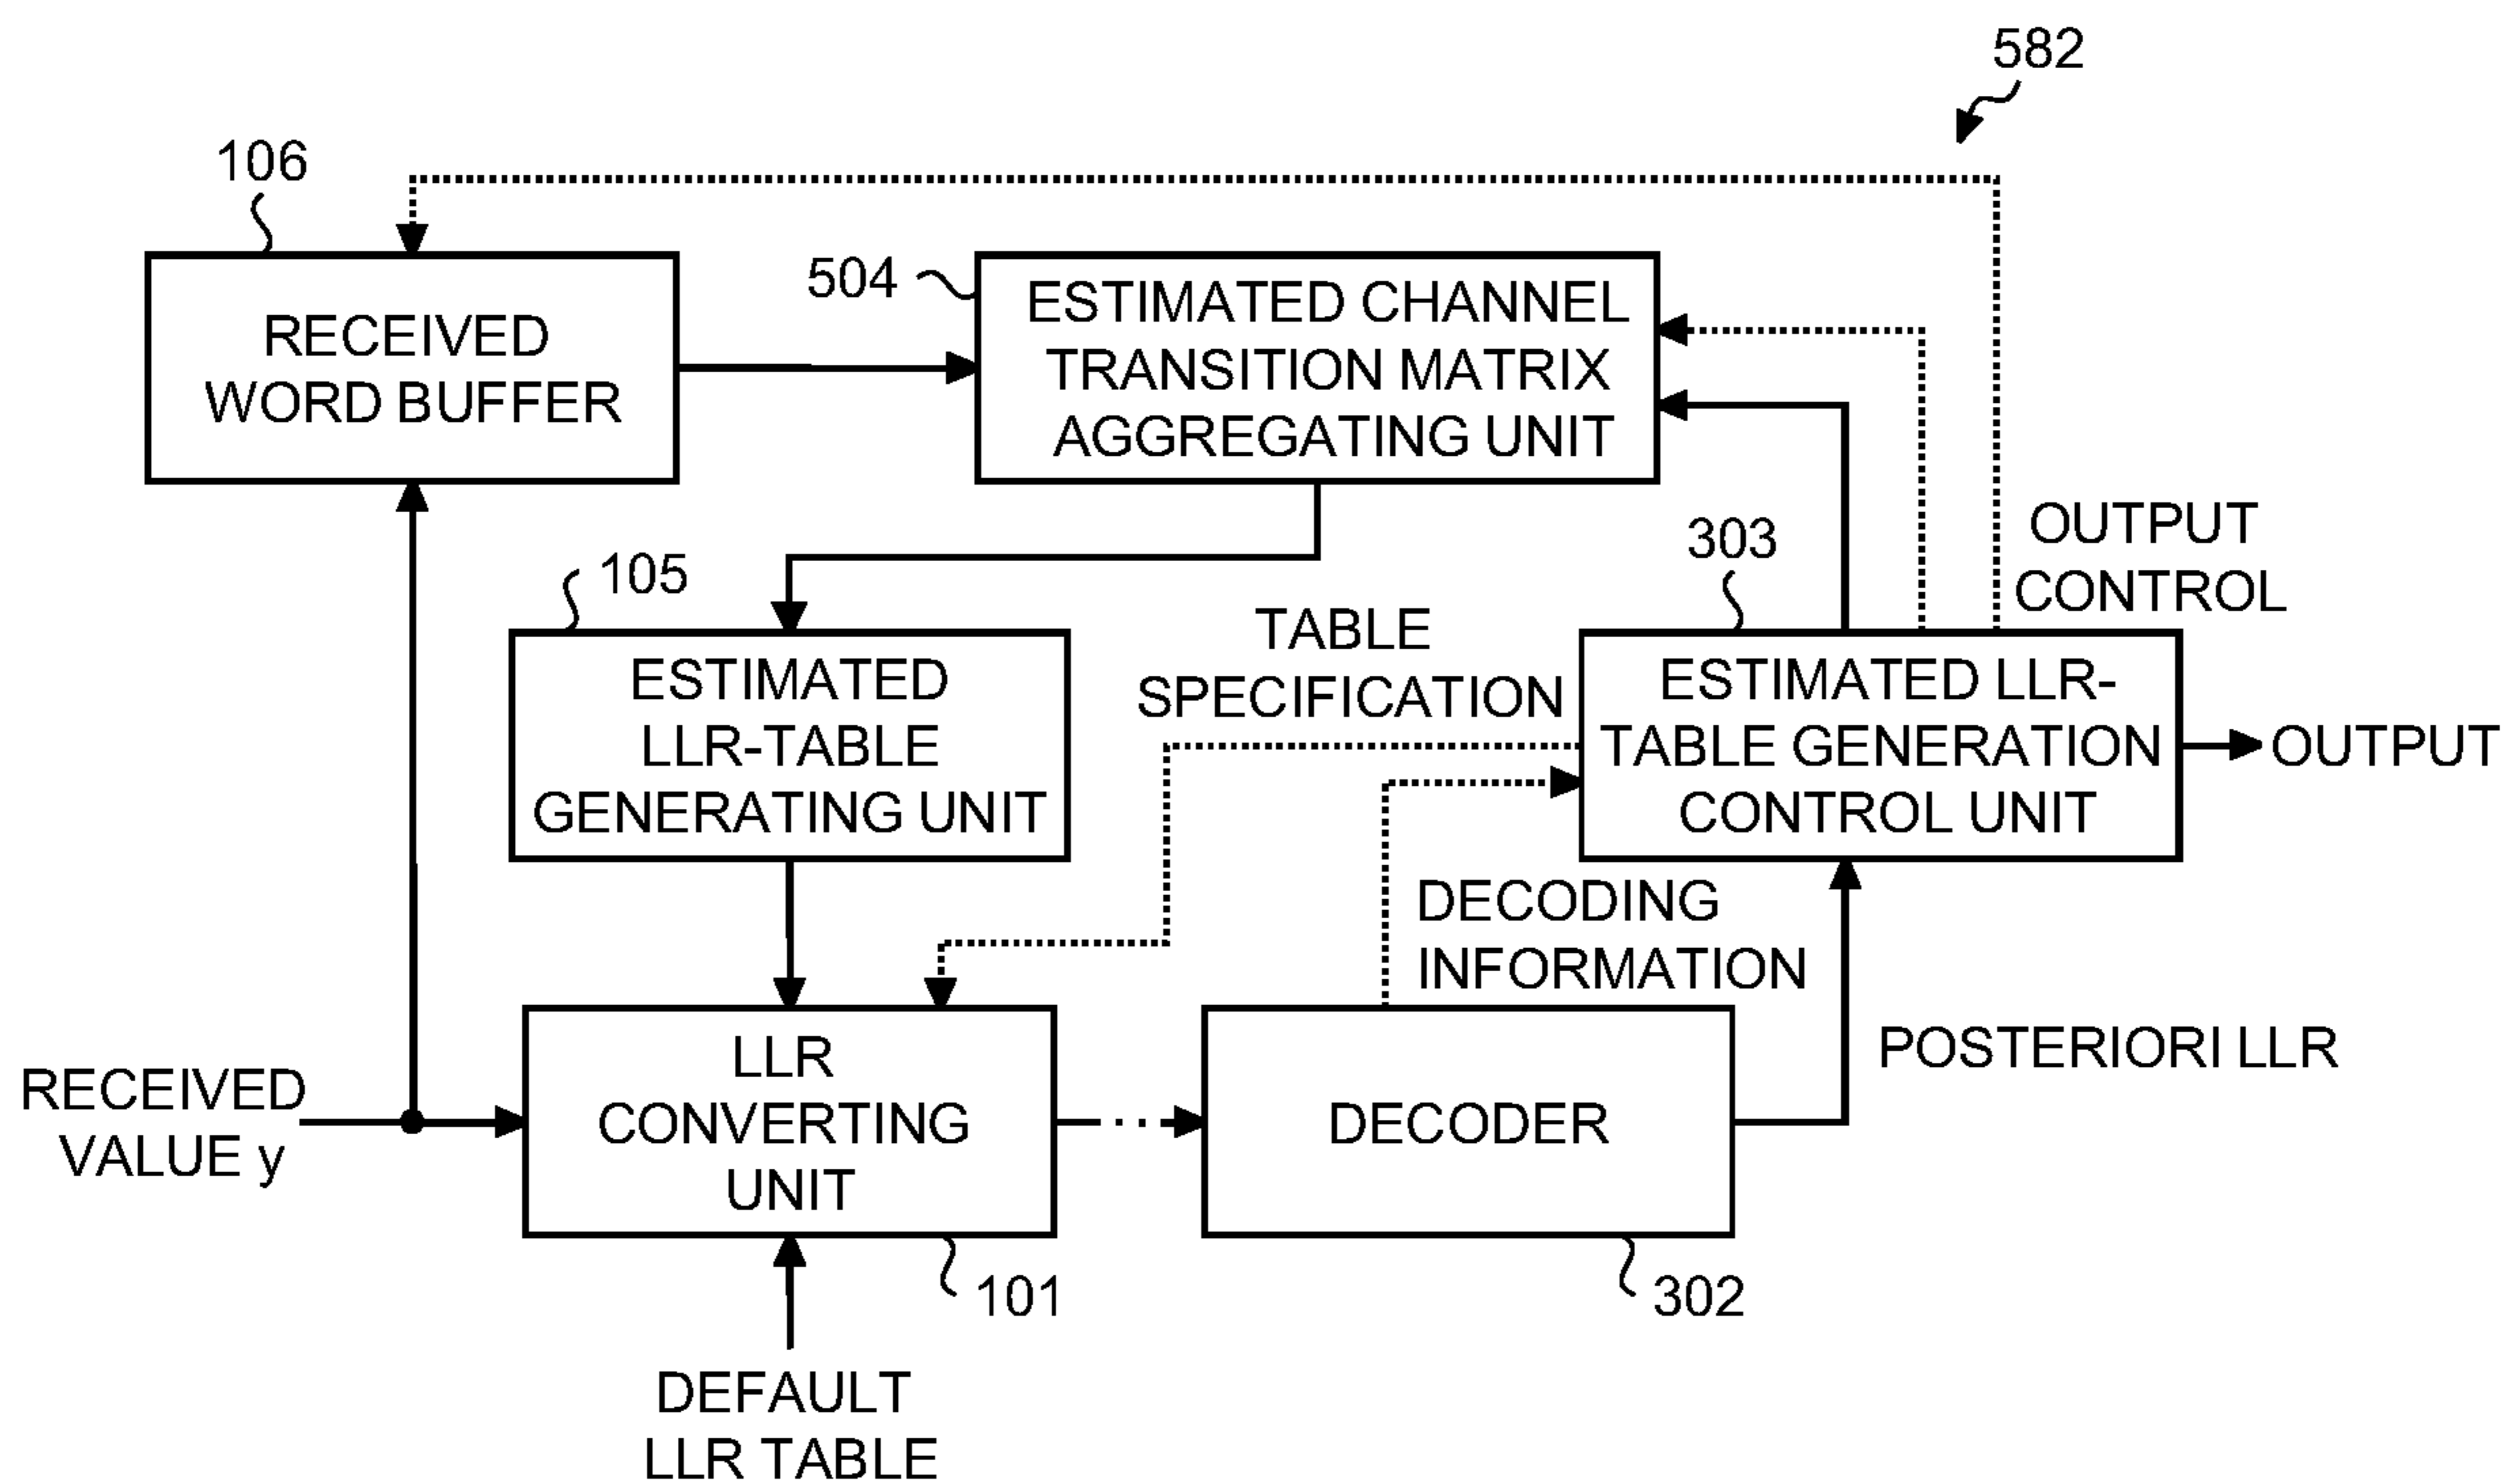 582
106
RECEIVED
WORD BUFFER
504
ESTIMATED CHANNEL
TRANSITION MATRIX
AGGREGATING UNIT
OUTPUT
CONTROL
303
105
TABLE
SPECIFICATION
ESTIMATED
LLR-TABLE
GENERATING UNIT
ESTIMATED LLR-
TABLE GENERATION
CONTROL UNIT
OUTPUT
DECODING
INFORMATION
POSTERIORI LLR
RECEIVED
VALUE y
LLR
CONVERTING
UNIT
DECODER
101
302
DEFAULT
LLR TABLE